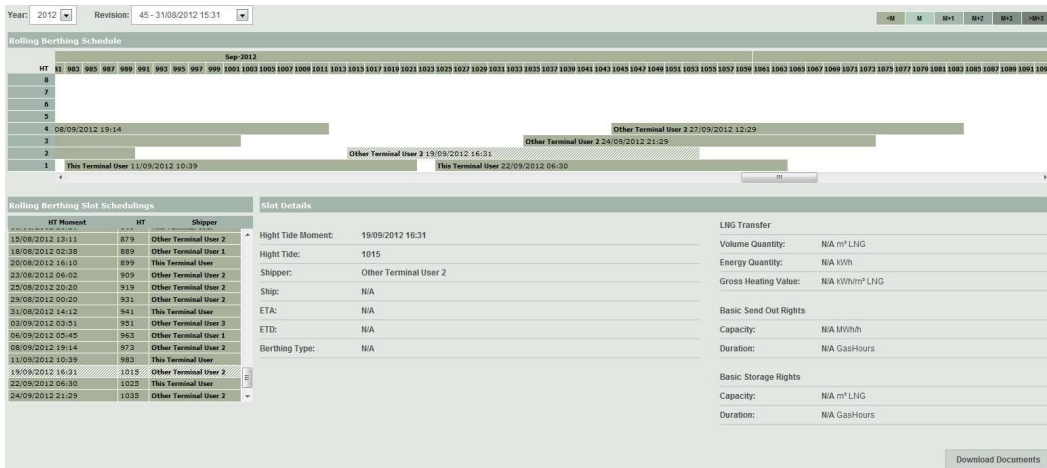 Year: 2012 Revision: 45 - 31/08/2012 15:31 <M M M+1 M+2 M+3 >M+3
Rolling Berthing Schedule
Sep-2012
HT 983 985 987 989 991 993 995 997 999 1001 1003 1005 1007 1009 1011 1013 1015 1017 1019 1021 1023 1025 1027 1029 1031 1033 1035 1037 1039 1041 1043 1045 1047 1049 1051 1053 1055 1057 1059 1061 1063 1065 1067 1069 1071 1073 1075 1077 1079 1081 1083 1085 1087 1089 1091
8
7
6
5
4 08/09/2012 19:14 Other Terminal User 2 27/09/2012 12:29
3 Other Terminal User 2 24/09/2012 21:29
2 Other Terminal User 2 19/09/2012 16:31
1 This Terminal User 11/09/2012 10:39 This Terminal User 22/09/2012 06:30
Rolling Berthing Slot Schedulings
HT Moment HT Shipper
15/08/2012 13:11 879 Other Terminal User 2
18/08/2012 02:38 889 Other Terminal User 1
20/08/2012 16:10 899 This Terminal User
23/08/2012 06:02 909 Other Terminal User 2
25/08/2012 20:20 919 Other Terminal User 2
29/08/2012 00:20 931 Other Terminal User 2
31/08/2012 14:12 941 This Terminal User
03/09/2012 03:51 951 Other Terminal User 3
06/09/2012 05:45 963 Other Terminal User 1
08/09/2012 19:14 973 Other Terminal User 2
11/09/2012 10:39 983 This Terminal User
19/09/2012 16:31 1015 Other Terminal User 2
22/09/2012 06:30 1025 This Terminal User
24/09/2012 21:29 1035 Other Terminal User 2
Slot Details
Hight Tide Moment: 19/09/2012 16:31
Hight Tide: 1015
Shipper: Other Terminal User 2
Ship: N/A
ETA: N/A
ETD: N/A
Berthing Type: N/A
LNG Transfer
Volume Quantity: N/A m³ LNG
Energy Quantity: N/A kWh
Gross Heating Value: N/A kWh/m³ LNG
Basic Send Out Rights
Capacity: N/A MWh/h
Duration: N/A GasHours
Basic Storage Rights
Capacity: N/A m³ LNG
Duration: N/A GasHours
Download Documents